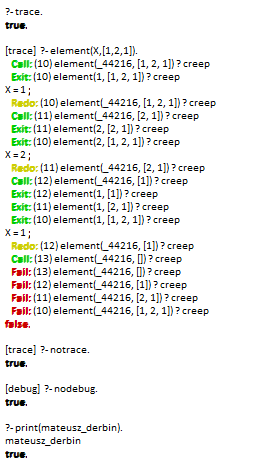 ?- trace.
true.
[trace] ?- element(X,[1,2,1]).
Call: (10) element(_44216, [1, 2, 1]) ? creep
Exit: (10) element(1, [1, 2, 1]) ? creep
X = 1 ;
Redo: (10) element(_44216, [1, 2, 1]) ? creep
Call: (11) element(_44216, [2, 1]) ? creep
Exit: (11) element(2, [2, 1]) ? creep
Exit: (10) element(2, [1, 2, 1]) ? creep
X = 2 ;
Redo: (11) element(_44216, [2, 1]) ? creep
Call: (12) element(_44216, [1]) ? creep
Exit: (12) element(1, [1]) ? creep
Exit: (11) element(1, [2, 1]) ? creep
Exit: (10) element(1, [1, 2, 1]) ? creep
X = 1 ;
Redo: (12) element(_44216, [1]) ? creep
Call: (13) element(_44216, []) ? creep
Fail: (13) element(_44216, []) ? creep
Fail: (12) element(_44216, [1]) ? creep
Fail: (11) element(_44216, [2, 1]) ? creep
Fail: (10) element(_44216, [1, 2, 1]) ? creep
false.
[trace] ?- notrace.
true.
[debug] ?- nodebug.
true.
?- print(mateusz_derbin).
mateusz_derbin
true.